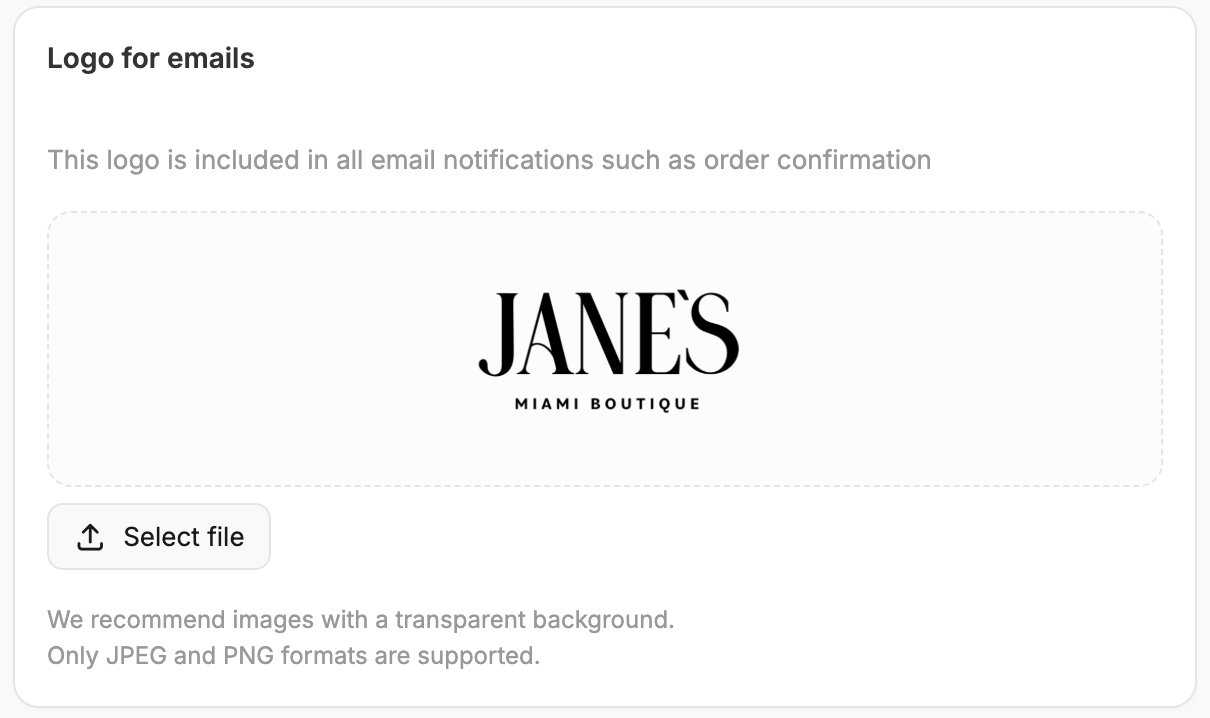 Logo for emails
This logo is included in all email notifications such as order confirmation
JANE`S
MIAMI BOUTIQUE
Select file
We recommend images with a transparent background.
Only JPEG and PNG formats are supported.